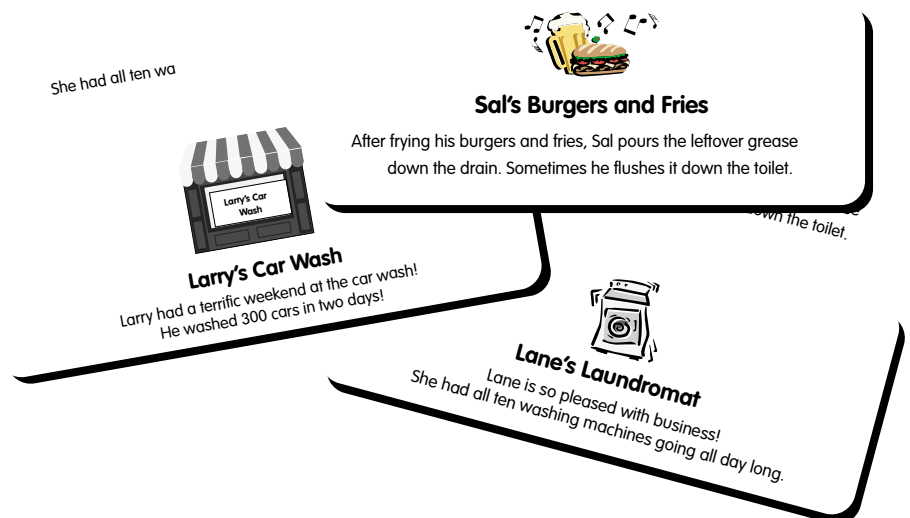 She had all ten wa
Sal's Burgers and Fries
After frying his burgers and fries, Sal pours the leftover grease
down the drain. Sometimes he flushes it down the toilet.
down the toilet.
Larry's Car
Wash
Larry's Car Wash
Larry had a terrific weekend at the car wash!
He washed 300 cars in two days!
Lane's Laundromat
Lane is so pleased with business!
She had all ten washing machines going all day long.